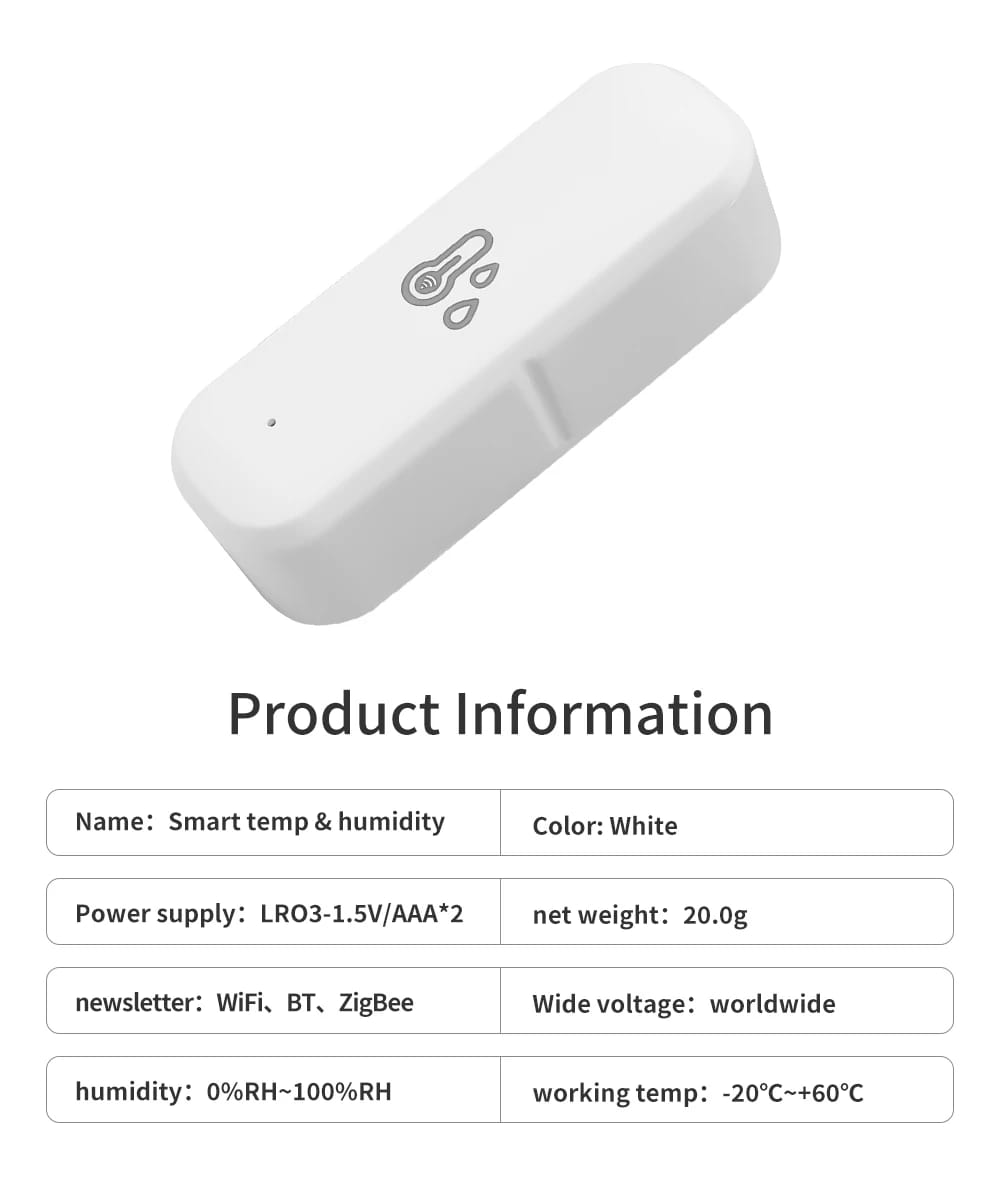 Product Information
Name：Smart temp & humidity
Color: White
Power supply：LRO3-1.5V/AAA*2
net weight：20.0g
newsletter：WiFi、BT、ZigBee
Wide voltage：worldwide
humidity：0%RH~100%RH
working temp：-20℃~+60℃